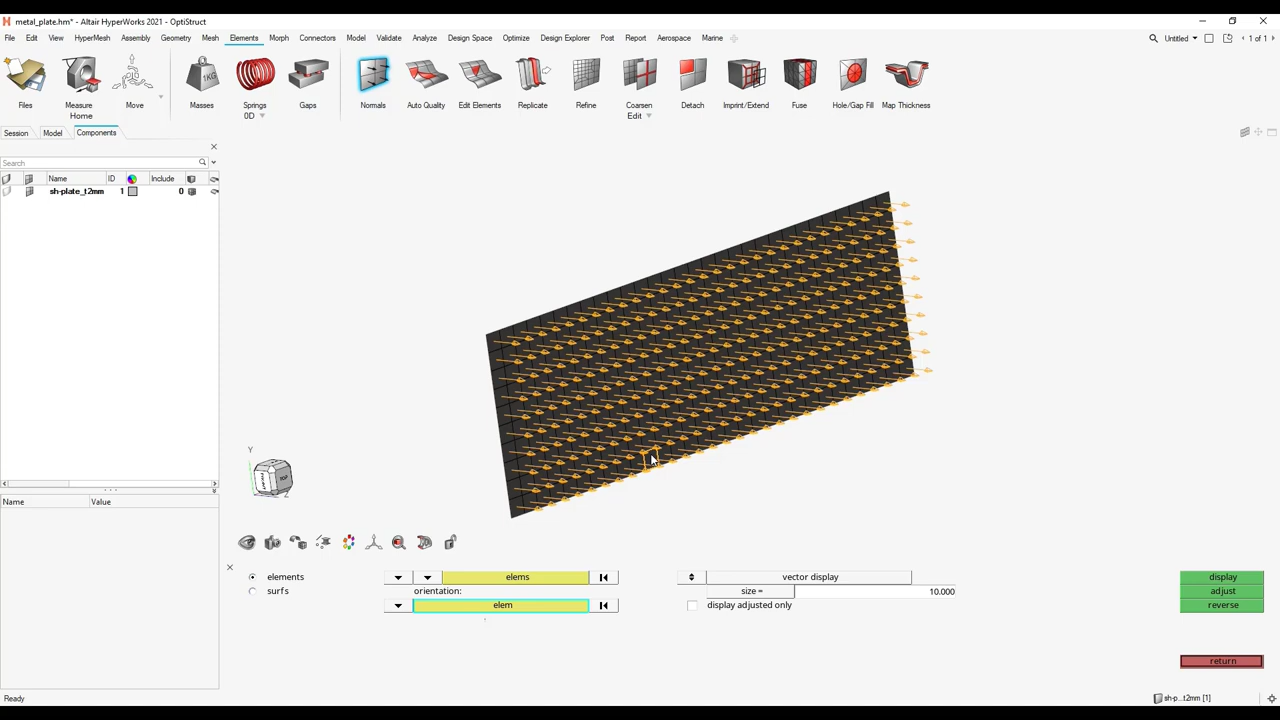 metal_plate.hm* - Altair HyperWorks 2021 - OptiStruct
File Edit View HyperMesh Assembly Geometry Mesh Elements Morph Connectors Model Validate Analyze Design Space Optimize Design Explorer Post Report Aerospace Marine Untitled 1 of 1
1KG
Files Measure Move Masses Springs Gaps Normals Auto Quality Edit Elements Replicate Refine Coarsen Detach Imprint/Extend Fuse Hole/Gap Fill Map Thickness
Home 0D Edit
Session Model Components
Search
Name ID Include
sh-plate_t2mm 1 0
Y
TOP
Z
Name Value
elements elems vector display display
surfs orientation: size = 10.000 adjust
elem display adjusted only reverse
return
Ready sh-p...t2mm [1]